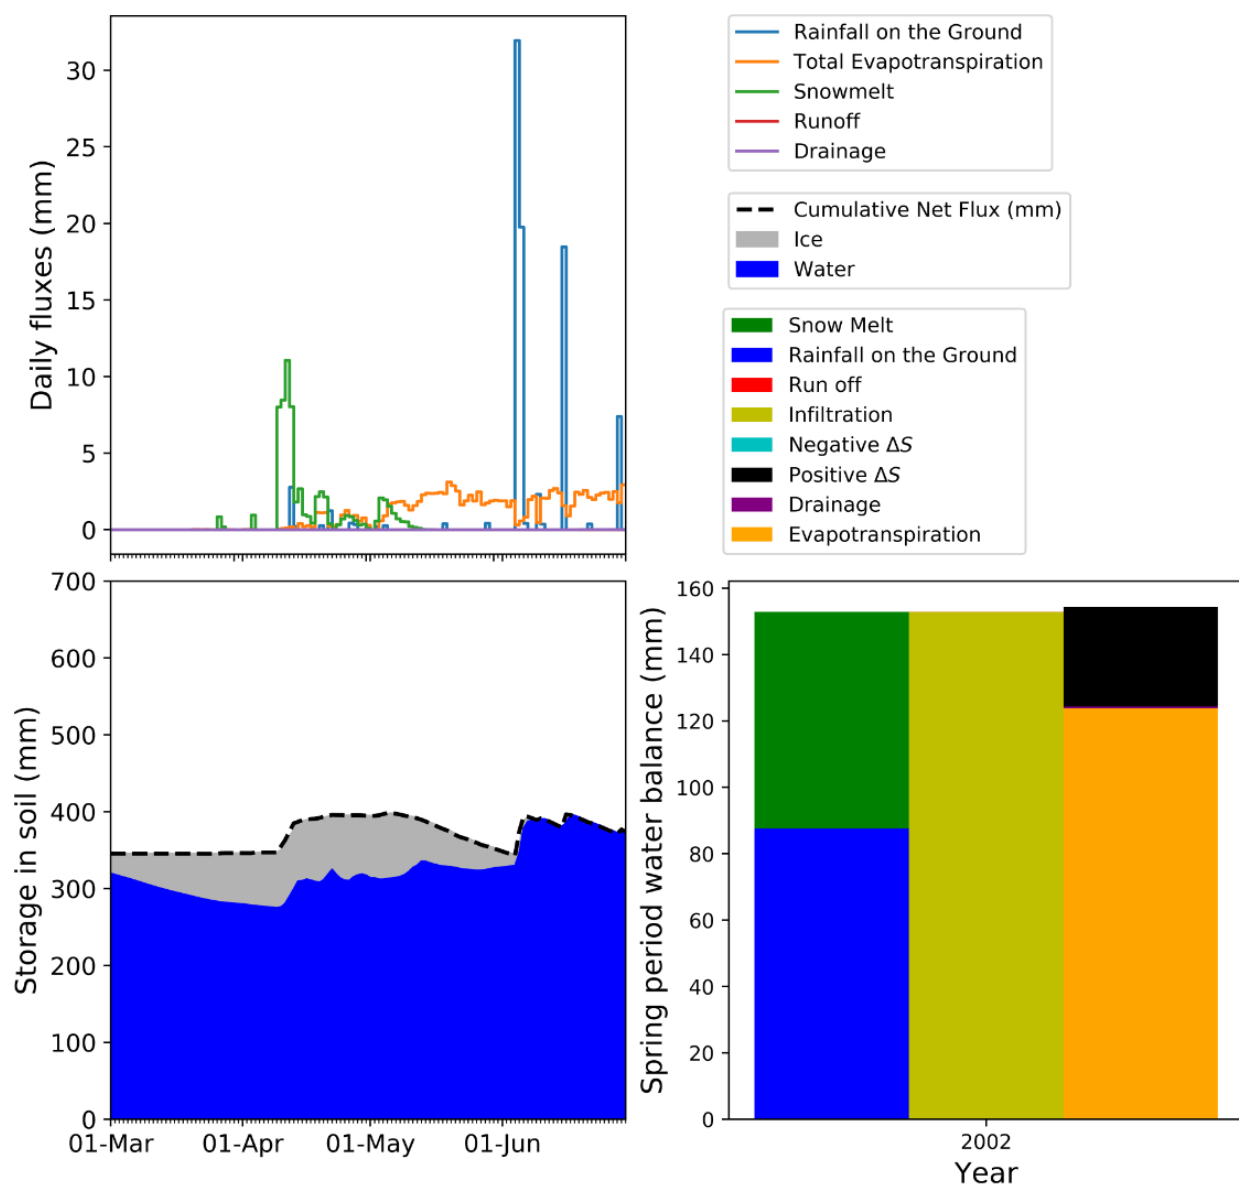 Daily fluxes (mm)
30
25
20
15
10
5
0
Rainfall on the Ground
Total Evapotranspiration
Snowmelt
Runoff
Drainage
Cumulative Net Flux (mm)
Ice
Water
Snow Melt
Rainfall on the Ground
Run off
Infiltration
Negative ΔS
Positive ΔS
Drainage
Evapotranspiration
Storage in soil (mm)
700
600
500
400
300
200
100
0
01-Mar
01-Apr
01-May
01-Jun
Spring period water balance (mm)
160
140
120
100
80
60
40
20
0
2002
Year